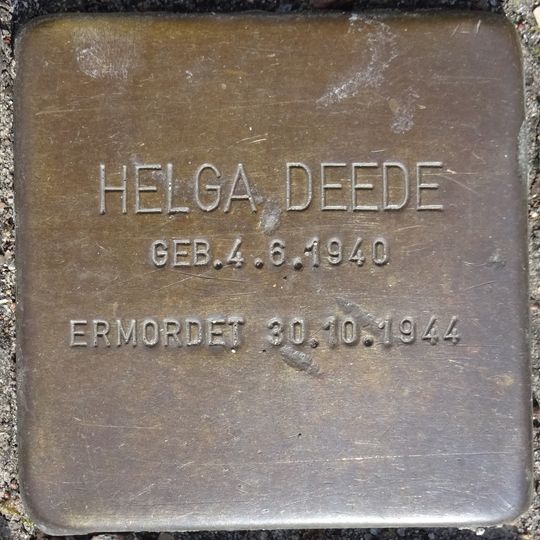 HELGA DEEDE
GEB.4.6.1940
ERMORDET 30.10.1944